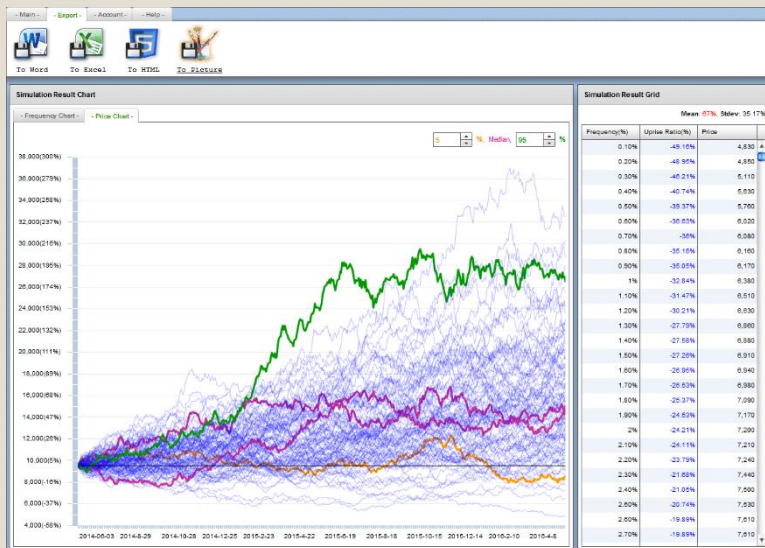 - Main -
- Export -
- Account -
- Help -
To Word
To Excel
To HTML
To Picture
Simulation Result Chart
- Frequency Chart -
- Price Chart -
5 %, Median, 95 %
38,000(300%)
36,000(279%)
34,000(258%)
32,000(237%)
30,000(216%)
28,000(195%)
26,000(174%)
24,000(153%)
22,000(132%)
20,000(111%)
18,000(89%)
16,000(68%)
14,000(47%)
12,000(26%)
10,000(5%)
8,000(-16%)
6,000(-37%)
4,000(-58%)
2014-06-03 2014-8-29 2014-10-28 2014-12-25 2015-2-23 2015-4-22 2015-6-19 2015-8-18 2015-10-15 2015-12-14 2016-2-10 2016-4-8
Simulation Result Grid
Mean: 67%, Stdev: 35.17%
Frequency(%) Uprise Ratio(%) Price
0.10% -49.16% 4,830
0.20% -48.95% 4,850
0.30% -46.21% 5,110
0.40% -40.74% 5,630
0.50% -39.37% 5,760
0.60% -36.63% 6,020
0.70% -36% 6,080
0.80% -35.16% 6,160
0.90% -35.05% 6,170
1% -32.84% 6,380
1.10% -31.47% 6,510
1.20% -30.21% 6,630
1.30% -27.79% 6,860
1.40% -27.58% 6,880
1.50% -27.26% 6,910
1.60% -26.95% 6,940
1.70% -26.53% 6,980
1.80% -25.37% 7,090
1.90% -24.53% 7,170
2% -24.21% 7,200
2.10% -24.11% 7,210
2.20% -23.79% 7,240
2.30% -21.68% 7,440
2.40% -21.05% 7,500
2.50% -20.74% 7,530
2.60% -19.89% 7,610
2.70% -19.89% 7,610